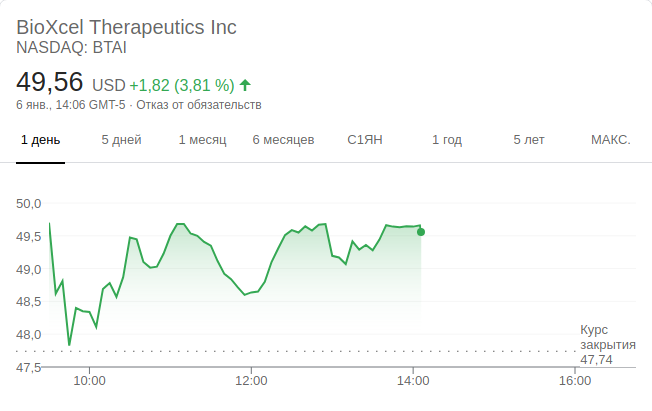 BioXcel Therapeutics Inc
NASDAQ: BTAI
49,56 USD +1,82 (3,81 %)
6 янв., 14:06 GMT-5 · Отказ от обязательств
1 день 5 дней 1 месяц 6 месяцев С1ЯН 1 год 5 лет МАКС.
50,0
49,5
49,0
48,5
48,0
47,5
Курс
закрытия
47,74
10:00 12:00 14:00 16:00